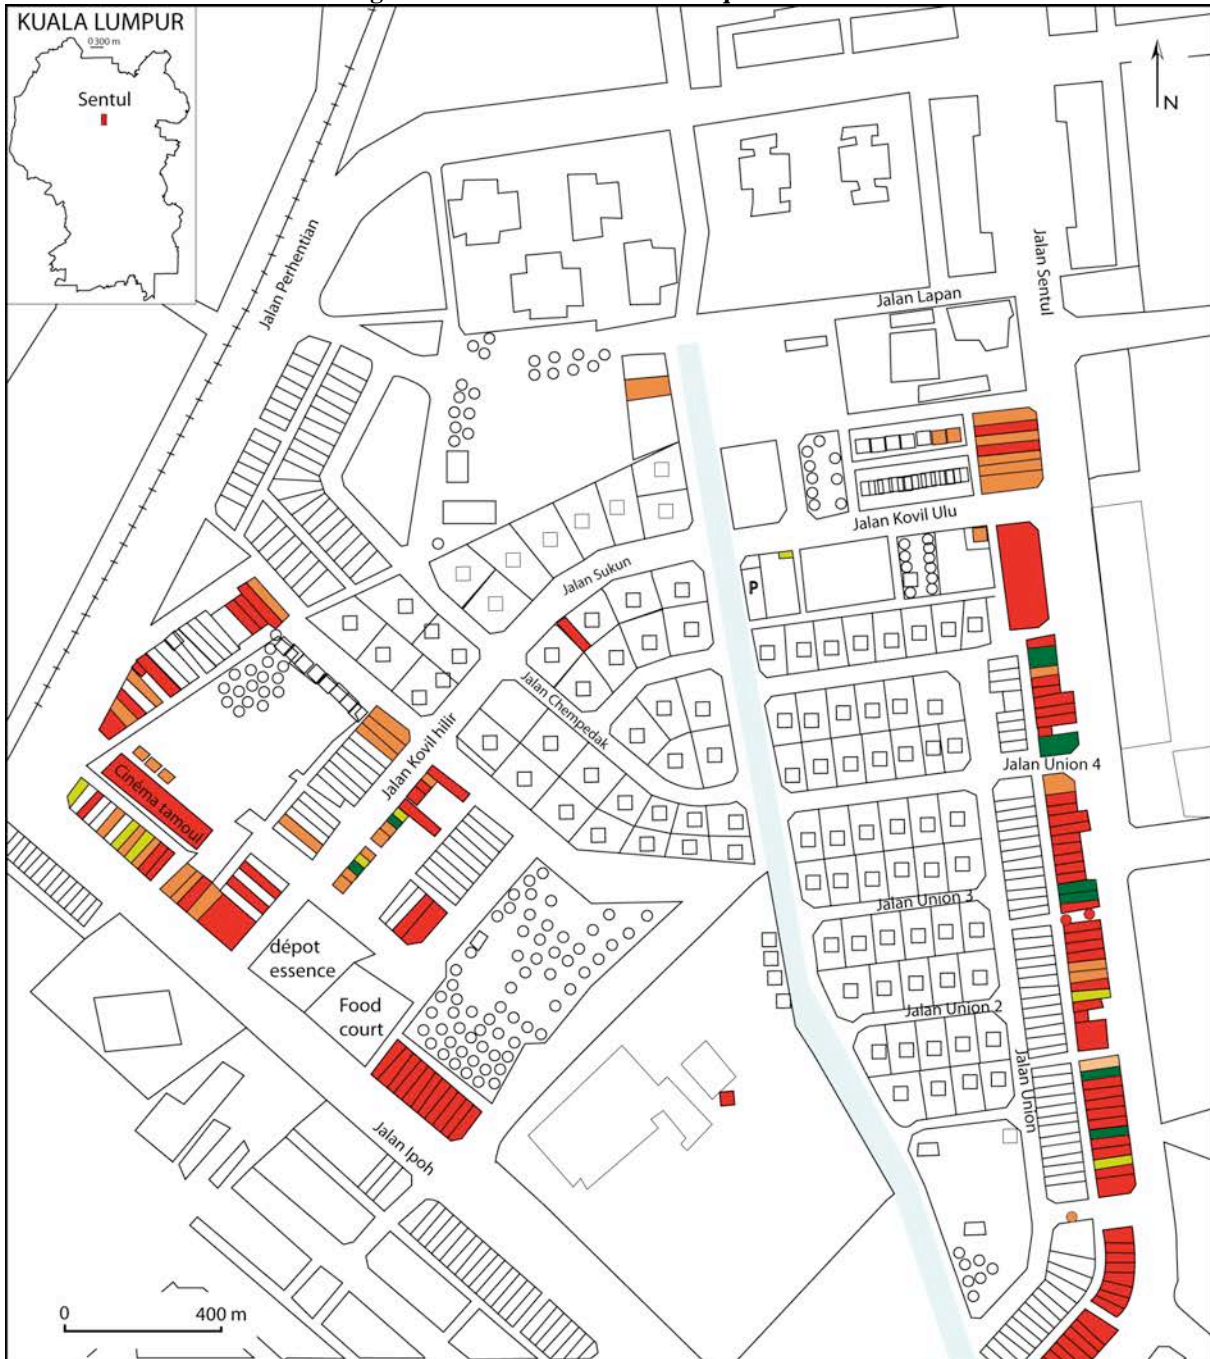 KUALA LUMPUR
0 300 m
Sentul
N
Jalan Perhentian
Jalan Sentul
Jalan Lapan
Jalan Kovil Ulu
Jalan Sukun
P
Jalan Chempedak
Jalan Kovil hilir
Jalan Union 4
Cinéma tamoul
Jalan Union 3
dépot
essence
Food
court
Jalan Union 2
Jalan Union
Jalan Ipoh
0 400 m